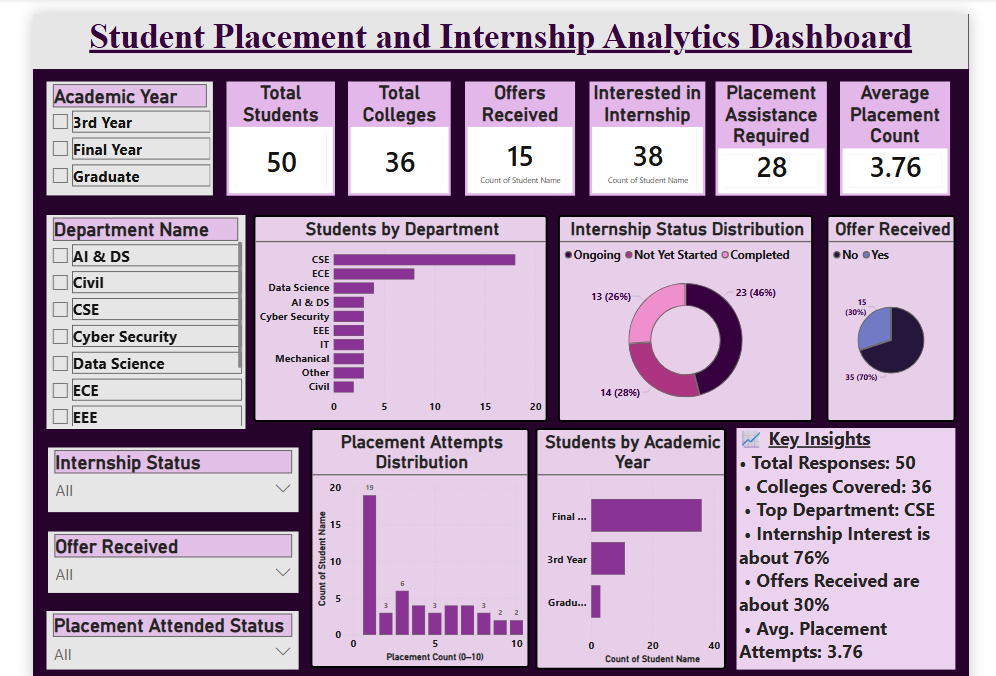 Student Placement and Internship Analytics Dashboard
Academic Year
3rd Year
Final Year
Graduate
Total
Students
50
Total
Colleges
36
Offers
Received
15
Count of Student Name
Interested in
Internship
38
Count of Student Name
Placement
Assistance
Required
28
Average
Placement
Count
3.76
Department Name
AI & DS
Civil
CSE
Cyber Security
Data Science
ECE
EEE
Students by Department
CSE
ECE
Data Science
AI & DS
Cyber Security
EEE
IT
Mechanical
Other
Civil
0 5 10 15 20
Internship Status Distribution
Ongoing Not Yet Started Completed
13 (26%)
23 (46%)
14 (28%)
Offer Received
No Yes
15
(30%)
35 (70%)
Internship Status
All
Offer Received
All
Placement Attended Status
All
Placement Attempts
Distribution
Count of Student Name
20
15
10
5
0
19
3
6
3
3
2
2
0 5 10
Placement Count (0–10)
Students by Academic
Year
Final ...
3rd Year
Gradu...
0 20 40
Count of Student Name
Key Insights
• Total Responses: 50
• Colleges Covered: 36
• Top Department: CSE
• Internship Interest is
about 76%
• Offers Received are
about 30%
• Avg. Placement
Attempts: 3.76